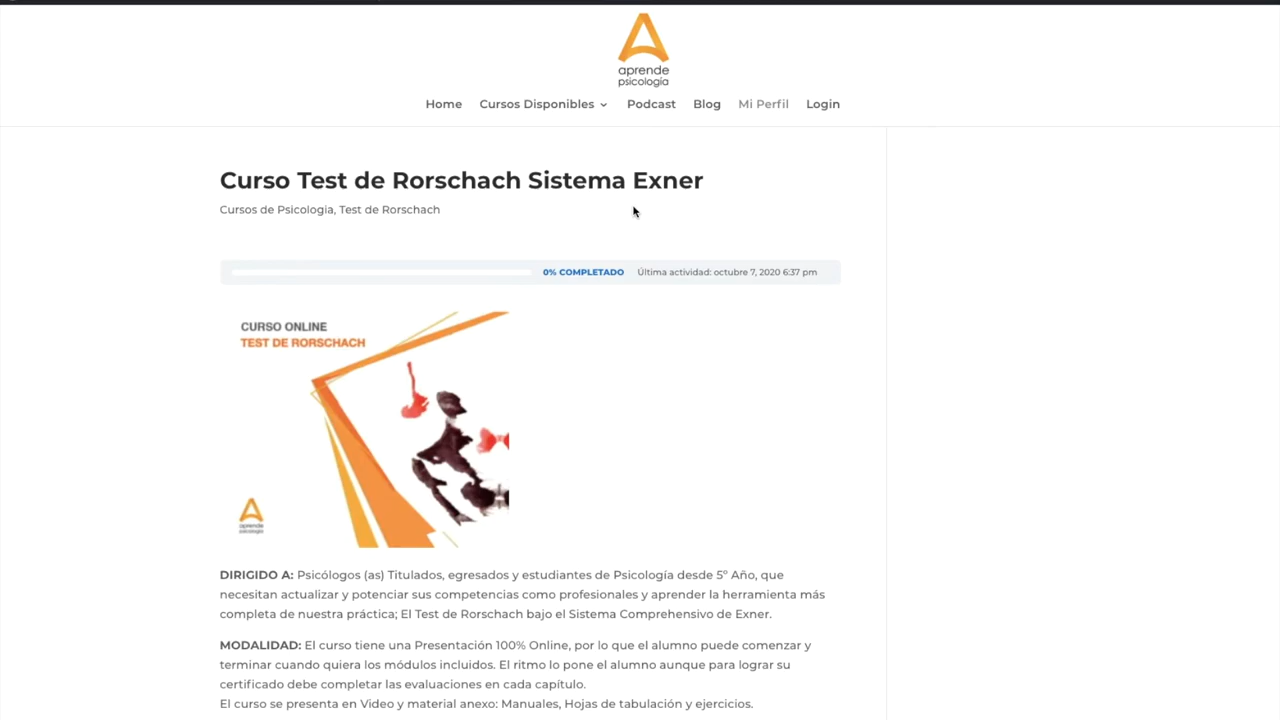 aprende
psicología
Home Cursos Disponibles Podcast Blog Mi Perfil Login
Curso Test de Rorschach Sistema Exner
Cursos de Psicologia, Test de Rorschach
0% COMPLETADO Última actividad: octubre 7, 2020 6:37 pm
CURSO ONLINE
TEST DE RORSCHACH
aprende
psicología
DIRIGIDO A: Psicólogos (as) Titulados, egresados y estudiantes de Psicología desde 5º Año, que
necesitan actualizar y potenciar sus competencias como profesionales y aprender la herramienta más
completa de nuestra práctica; El Test de Rorschach bajo el Sistema Comprehensivo de Exner.
MODALIDAD: El curso tiene una Presentación 100% Online, por lo que el alumno puede comenzar y
terminar cuando quiera los módulos incluidos. El ritmo lo pone el alumno aunque para lograr su
certificado debe completar las evaluaciones en cada capítulo.
El curso se presenta en Video y material anexo: Manuales, Hojas de tabulación y ejercicios.